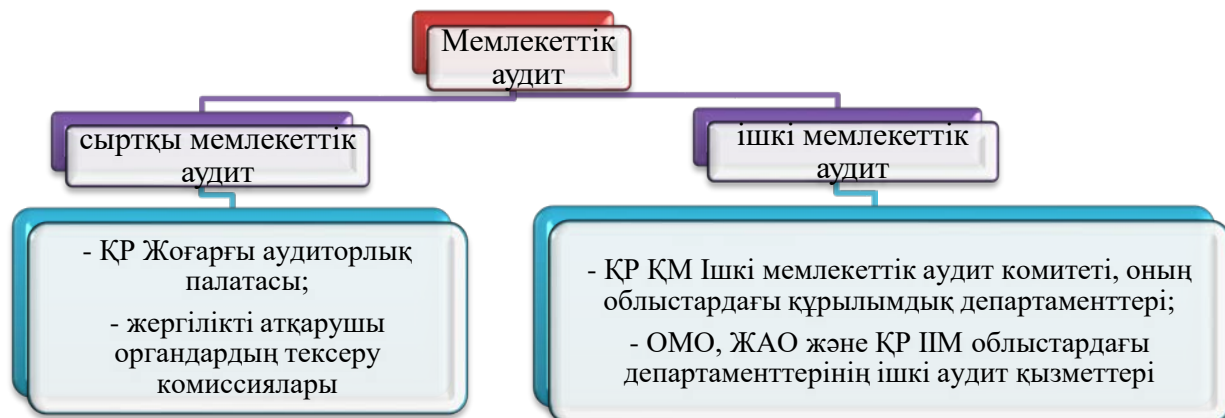 Мемлекеттік
аудит
сыртқы мемлекеттік
аудит
ішкі мемлекеттік
аудит
- ҚР Жоғарғы аудиторлық
палатасы;
- жергілікті атқарушы
органдардың тексеру
комиссиялары
- ҚР ҚМ Ішкі мемлекеттік аудит комитеті, оның
облыстардағы құрылымдық департаменттері;
- ОМО, ЖАО және ҚР ІІМ облыстардағы
департаменттерінің ішкі аудит қызметтері